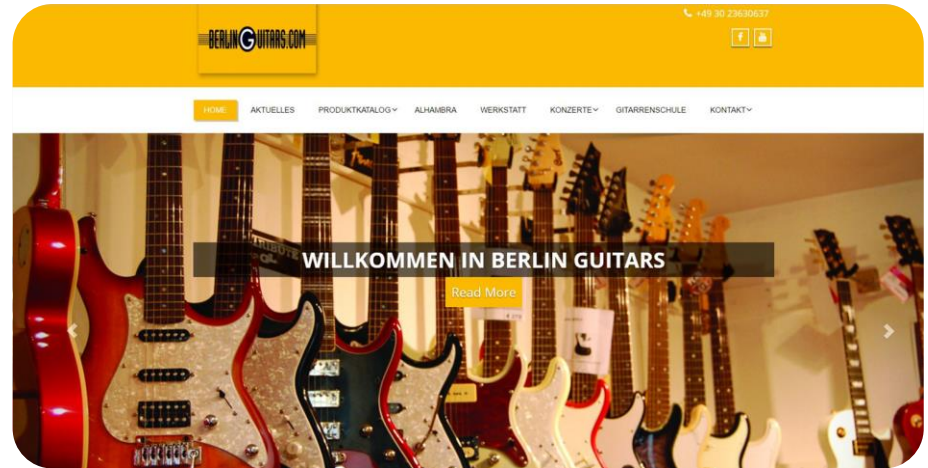 BERLINGUITARS.COM
+49 30 23630637
HOME AKTUELLES PRODUKTKATALOG ALHAMBRA WERKSTATT KONZERTE GITARRENSCHULE KONTAKT
TRIBUTE
WILLKOMMEN IN BERLIN GUITARS
Read More